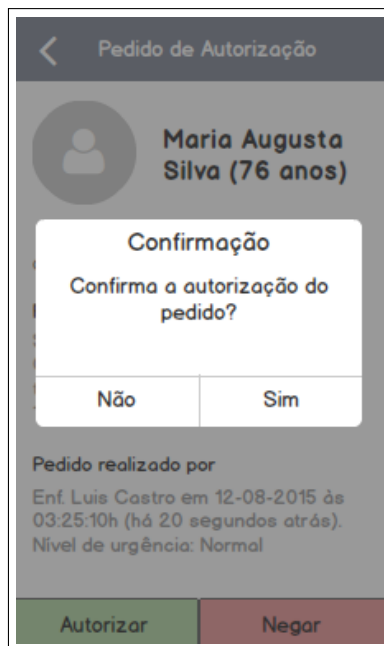 Pedido de Autorização
Maria Augusta
Silva (76 anos)
Confirmação
Confirma a autorização do
pedido?
Não
Sim
Pedido realizado por
Enf. Luis Castro em 12-08-2015 às
03:25:10h (há 20 segundos atrás).
Nível de urgência: Normal
Autorizar
Negar